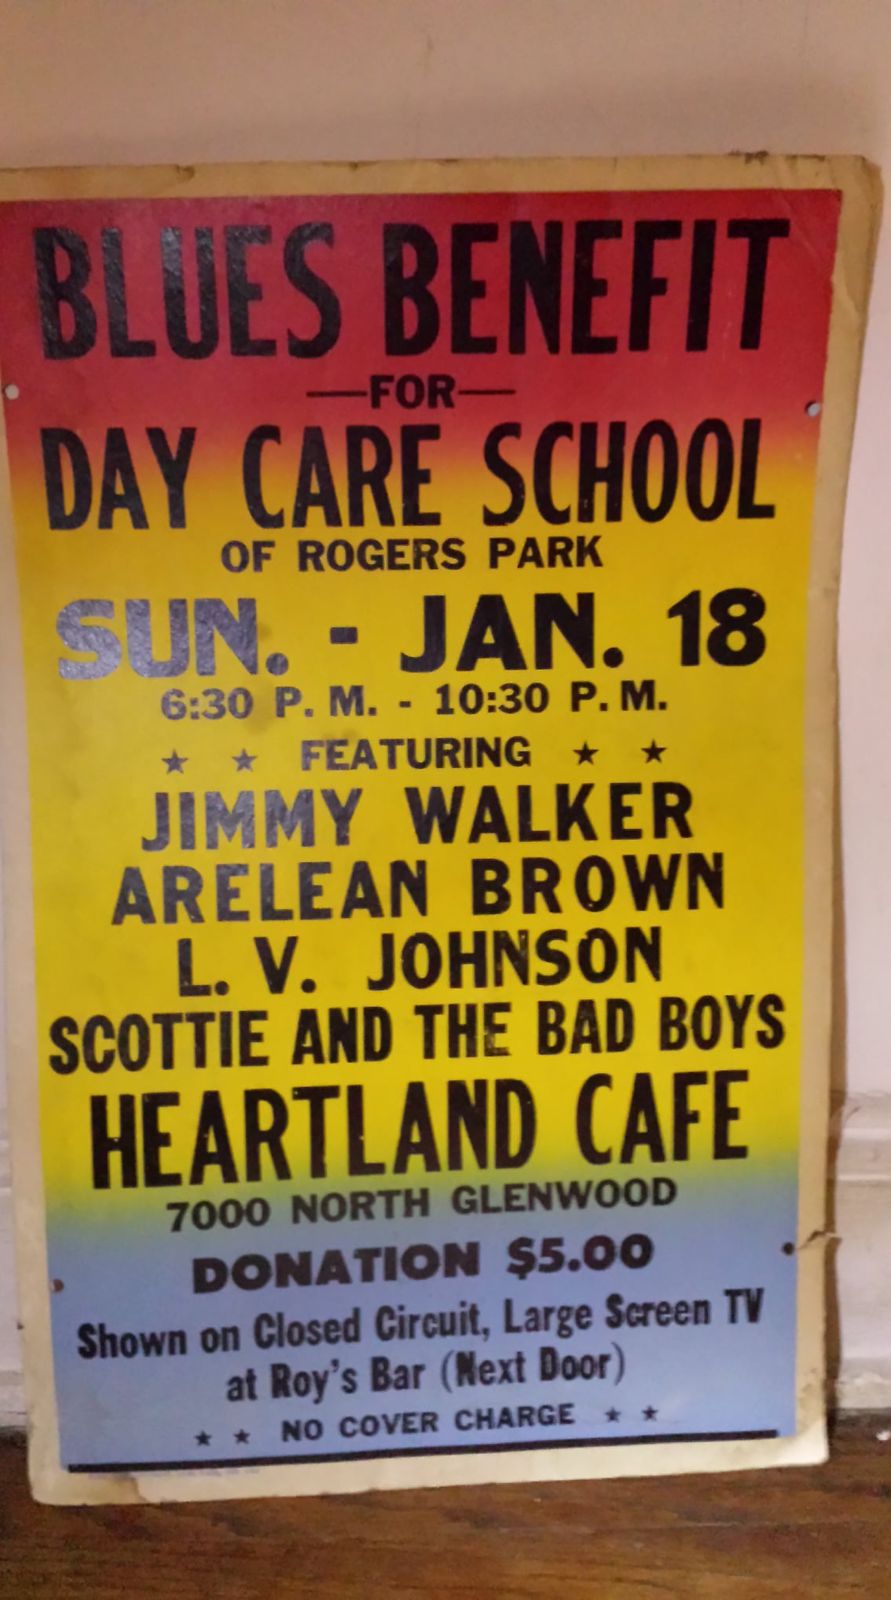 BLUES BENEFIT
—FOR—
DAY CARE SCHOOL
OF ROGERS PARK
SUN. - JAN. 18
6:30 P. M. - 10:30 P. M.
★ ★ FEATURING ★ ★
JIMMY WALKER
ARELEAN BROWN
L. V. JOHNSON
SCOTTIE AND THE BAD BOYS
HEARTLAND CAFE
7000 NORTH GLENWOOD
DONATION $5.00
Shown on Closed Circuit, Large Screen TV
at Roy's Bar (Next Door)
★ ★ NO COVER CHARGE ★ ★